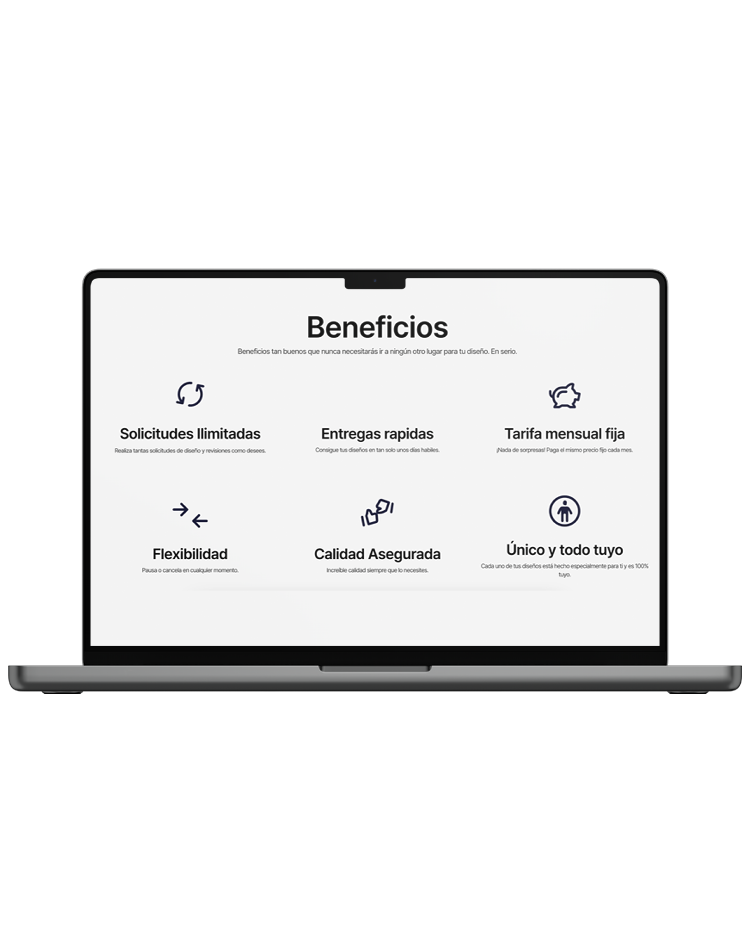 Beneficios
Beneficios tan buenos que nunca necesitarás ir a ningún otro lugar para tu diseño. En serio.
Solicitudes Ilimitadas
Realiza tantas solicitudes de diseño y revisiones como desees.
Entregas rapidas
Consigue tus diseños en tan solo unos días habiles.
Tarifa mensual fija
¡Nada de sorpresas! Paga el mismo precio fijo cada mes.
Flexibilidad
Pausa o cancela en cualquier momento.
Calidad Asegurada
Increíble calidad siempre que lo necesites.
Único y todo tuyo
Cada uno de tus diseños está hecho especialmente para ti y es 100%
tuyo.